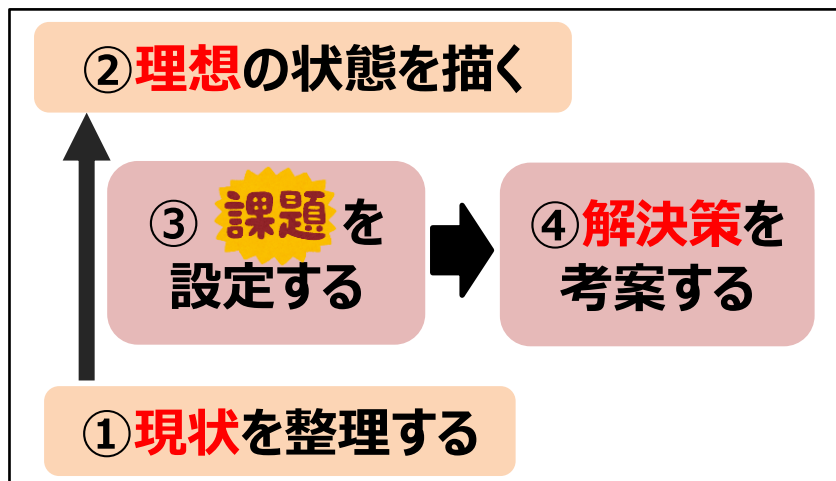 ②理想の状態を描く
③ 課題 を
設定する
④解決策を
考案する
①現状を整理する